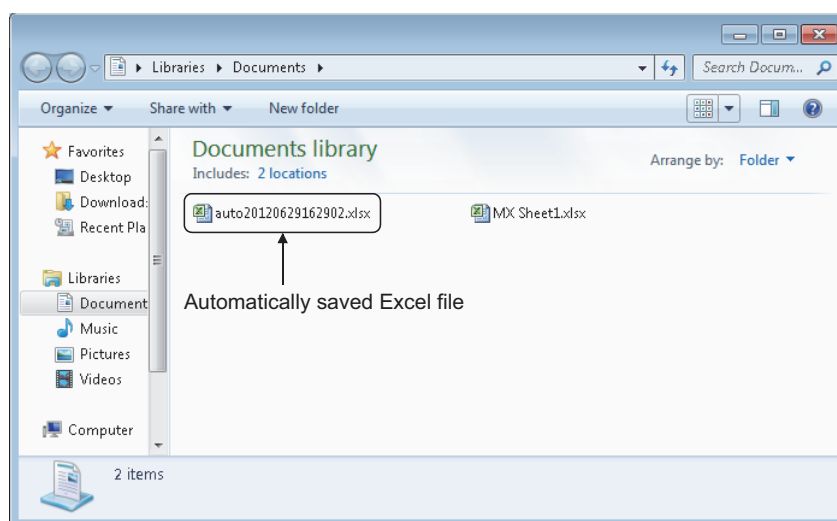 Libraries ▸ Documents ▸
Search Docum...
Organize ▾ Share with ▾ New folder
Favorites
Desktop
Download:
Recent Pla
Libraries
Document
Music
Pictures
Videos
Computer
Documents library
Includes: 2 locations
Arrange by: Folder ▾
auto20120629162902.xlsx
MX Sheet1.xlsx
Automatically saved Excel file
2 items